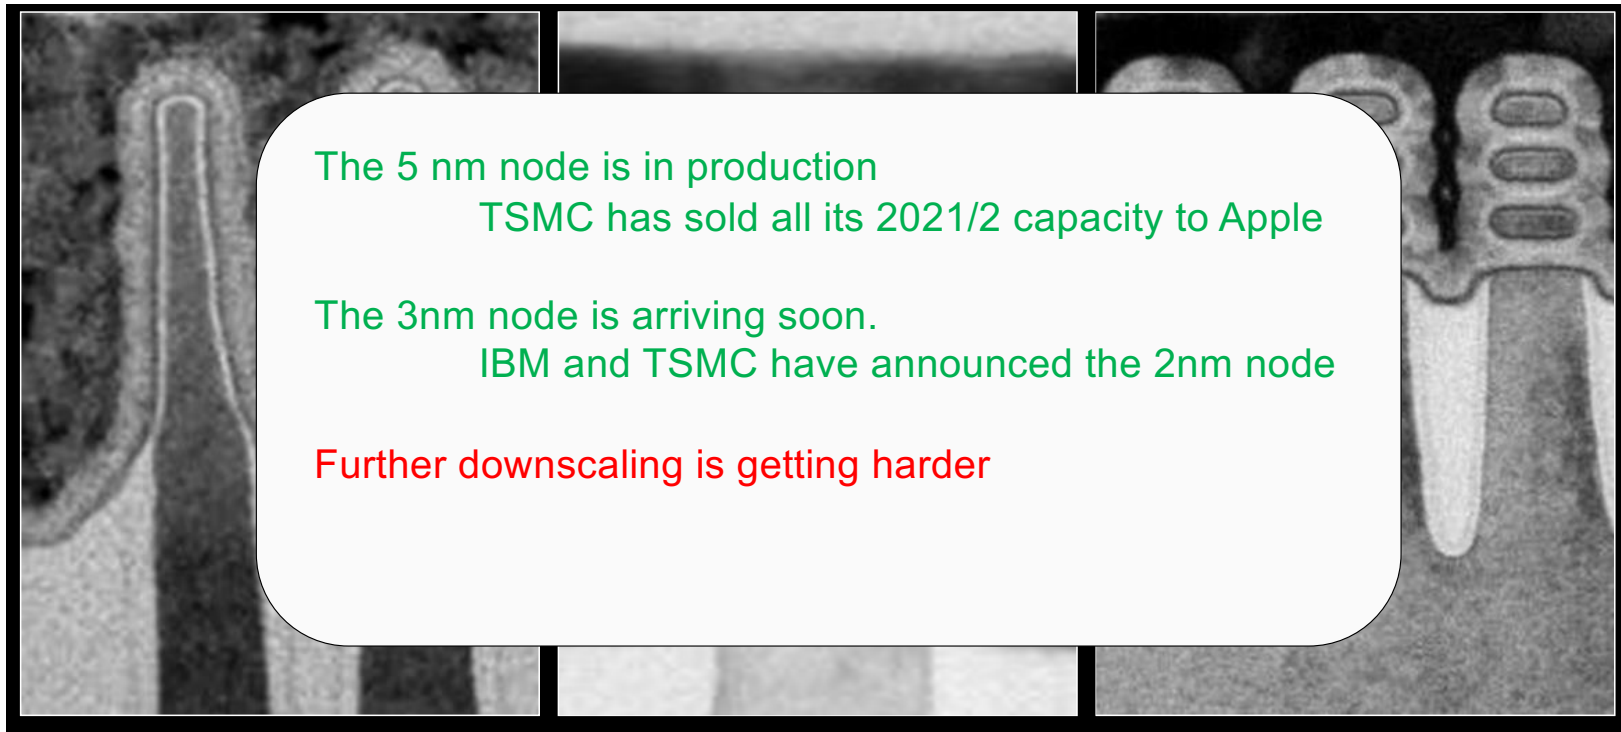 The 5 nm node is in production
TSMC has sold all its 2021/2 capacity to Apple
The 3nm node is arriving soon.
IBM and TSMC have announced the 2nm node
Further downscaling is getting harder